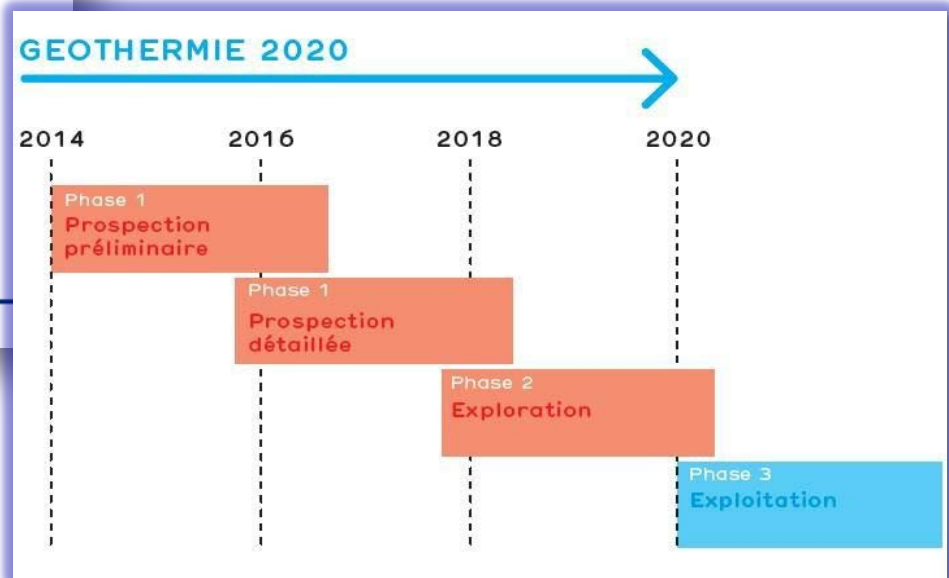 GEOTHERMIE 2020
2014 2016 2018 2020
Phase 1
Prospection
préliminaire
Phase 1
Prospection
détaillée
Phase 2
Exploration
Phase 3
Exploitation